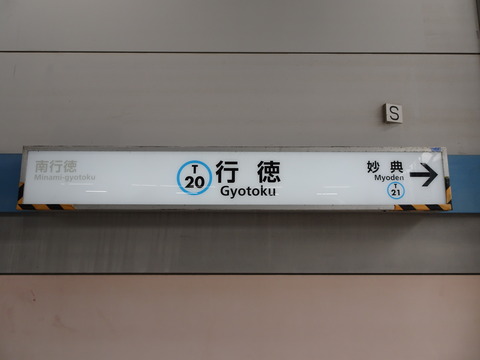 S
南行徳
Minami-gyotoku
T
20
行徳
Gyotoku
妙典
Myoden
T
21